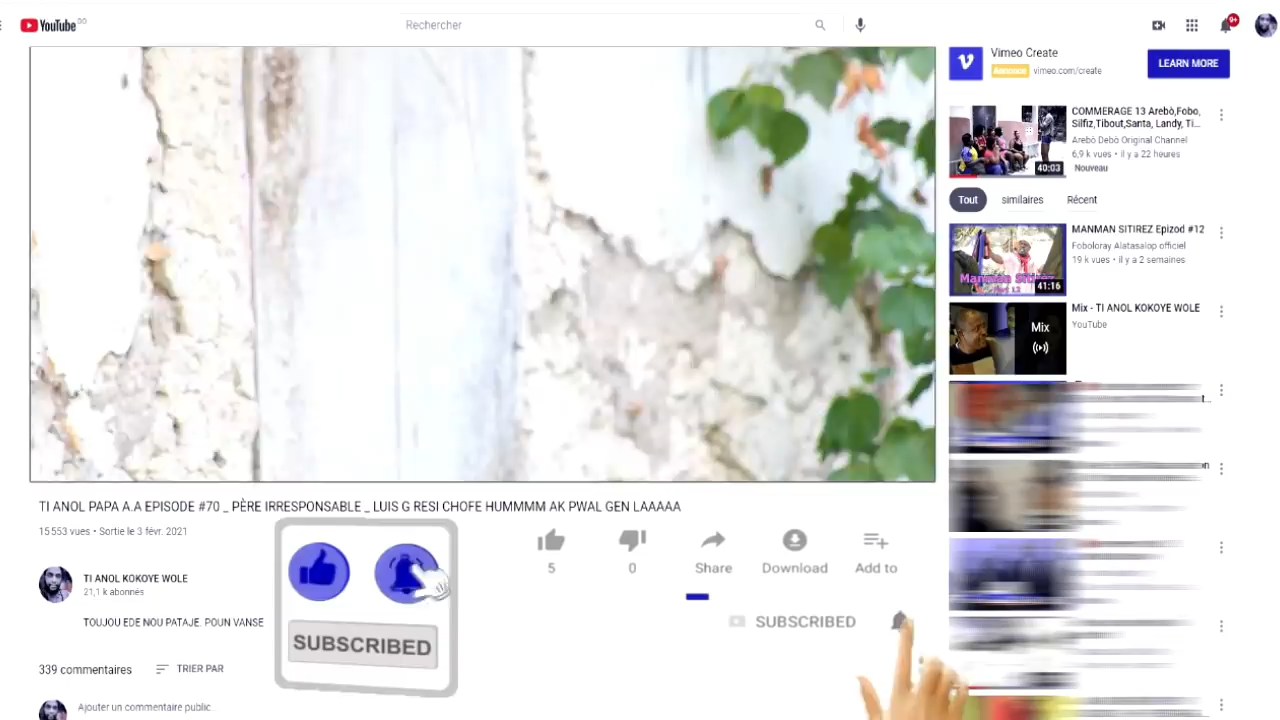 YouTube
Rechercher
9+
TI ANOL PAPA A.A EPISODE #70 _ PÈRE IRRESPONSABLE _ LUIS G RESI CHOFE HUMMMM AK PWAL GEN LAAAAA
15 553 vues • Sortie le 3 févr. 2021
5
0
Share
Download
Add to
TI ANOL KOKOYE WOLE
21,1 k abonnés
TOUJOU EDE NOU PATAJE. POUN VANSE
SUBSCRIBED
SUBSCRIBED
339 commentaires
TRIER PAR
Ajouter un commentaire public...
Vimeo Create
Annonce vimeo.com/create
LEARN MORE
COMMERAGE 13 Arebò,Fobo,
Silfiz,Tibout,Santa, Landy, Ti...
Arebò Debò Original Channel
6,9 k vues • il y a 22 heures
Nouveau
40:03
Tout
similaires
Récent
MANMAN SITIREZ Epizod #12
Foboloray Alatasaiop officiel
19 k vues • il y a 2 semaines
41:16
Mix - TI ANOL KOKOYE WOLE
YouTube
Mix